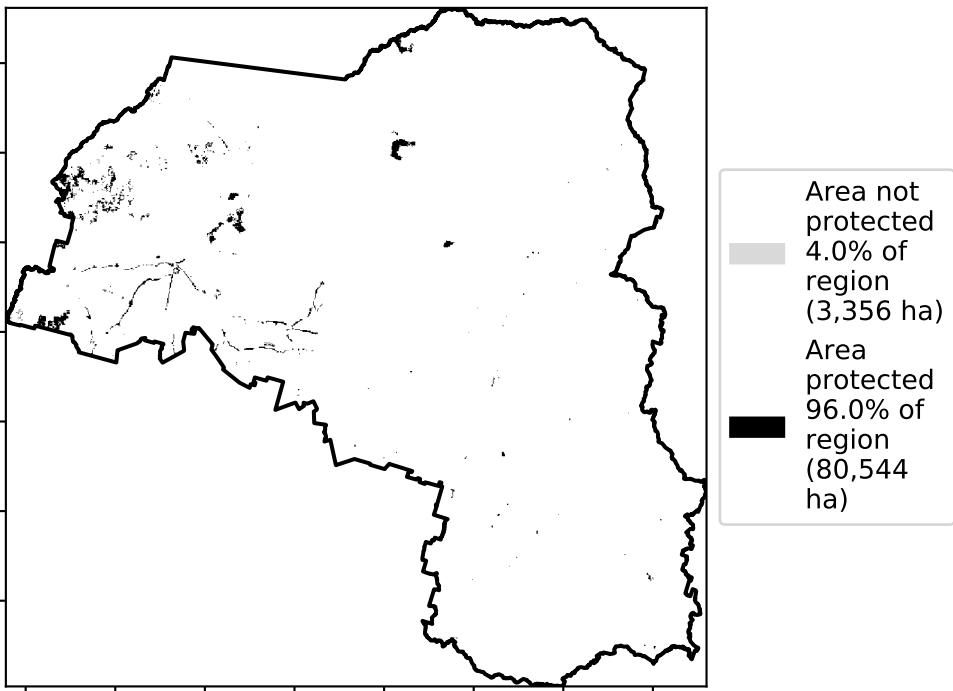 Area not
protected
4.0% of
region
(3,356 ha)
Area
protected
96.0% of
region
(80,544
ha)